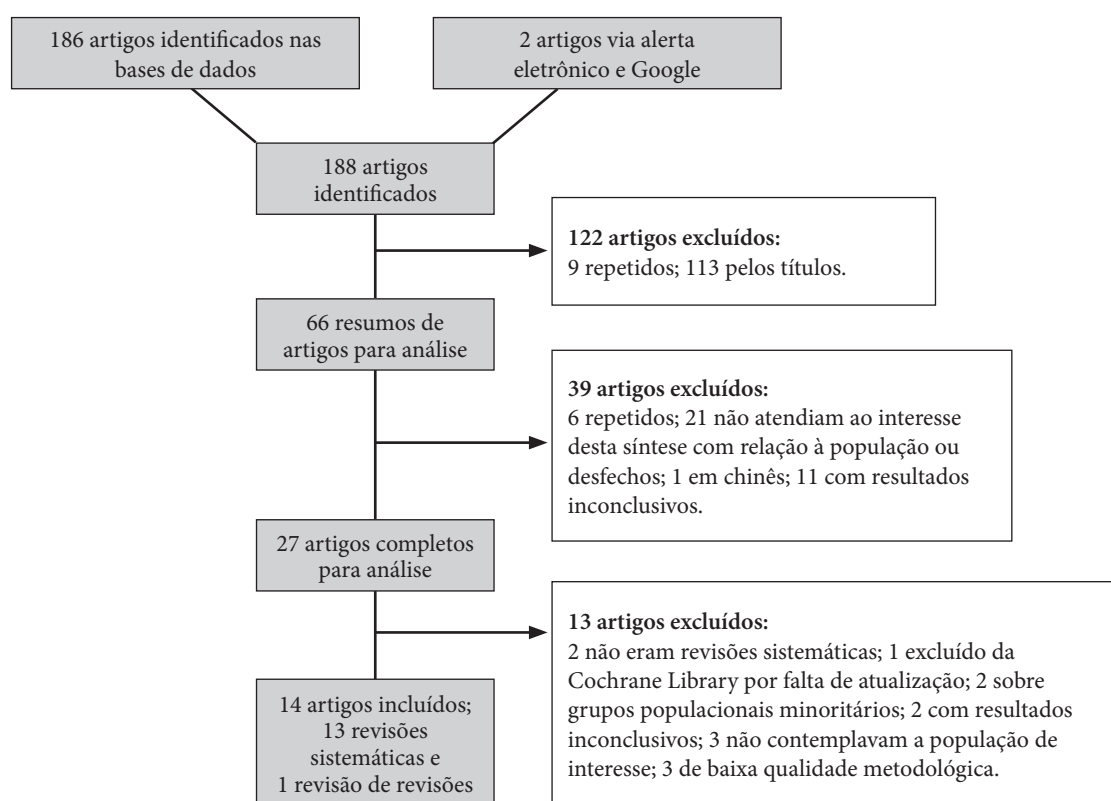 186 artigos identificados nas
bases de dados
2 artigos via alerta
eletrônico e Google
188 artigos
identificados
122 artigos excluídos:
9 repetidos; 113 pelos títulos.
66 resumos de
artigos para análise
39 artigos excluídos:
6 repetidos; 21 não atendiam ao interesse
desta síntese com relação à população ou
desfechos; 1 em chinês; 11 com resultados
inconclusivos.
27 artigos completos
para análise
13 artigos excluídos:
2 não eram revisões sistemáticas; 1 excluído da
Cochrane Library por falta de atualização; 2 sobre
grupos populacionais minoritários; 2 com resultados
inconclusivos; 3 não contemplavam a população de
interesse; 3 de baixa qualidade metodológica.
14 artigos incluídos;
13 revisões
sistemáticas e
1 revisão de revisões